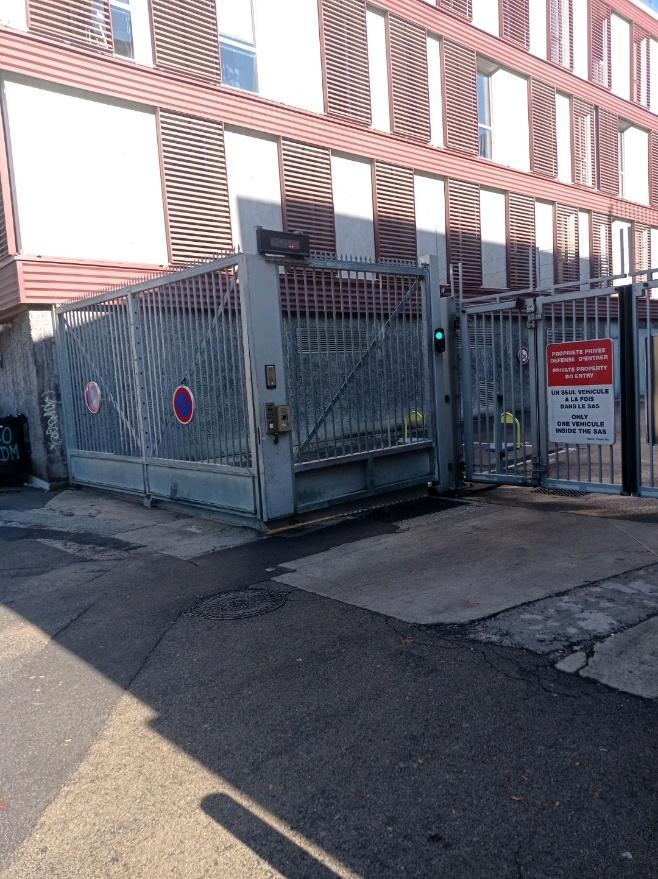 PROPRIETE PRIVEE
DEFENSE D'ENTRER
PRIVATE PROPERTY
NO ENTRY
UN SEUL VEHICULE
A LA FOIS
DANS LE SAS
ONLY
ONE VEHICULE
INSIDE THE SAS
DM